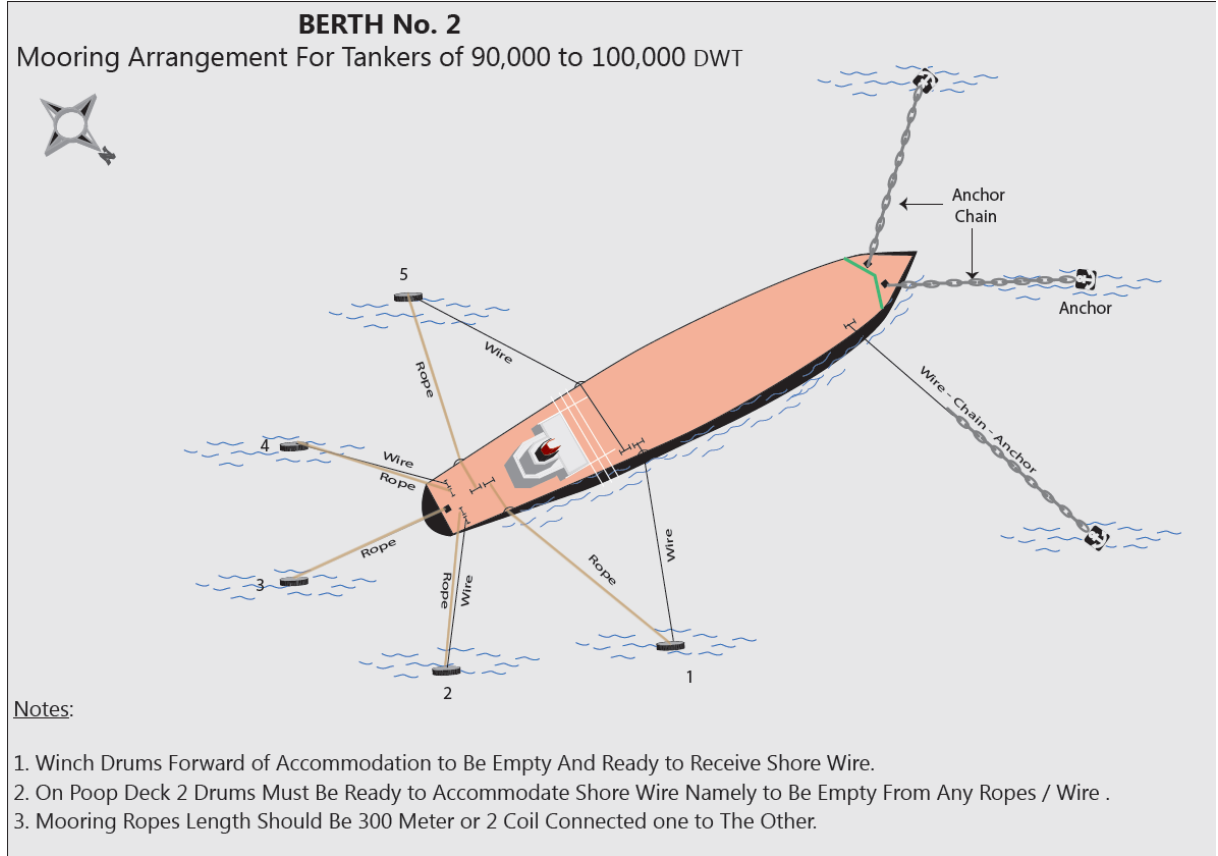 BERTH No. 2
Mooring Arrangement For Tankers of 90,000 to 100,000 DWT
N
Anchor
Chain
5
Anchor
Wire
Rope
Wire - Chain - Anchor
4
Wire
Rope
Rope
Wire
Rope
3
Rope
Wire
1
2
Notes:
1. Winch Drums Forward of Accommodation to Be Empty And Ready to Receive Shore Wire.
2. On Poop Deck 2 Drums Must Be Ready to Accommodate Shore Wire Namely to Be Empty From Any Ropes / Wire .
3. Mooring Ropes Length Should Be 300 Meter or 2 Coil Connected one to The Other.